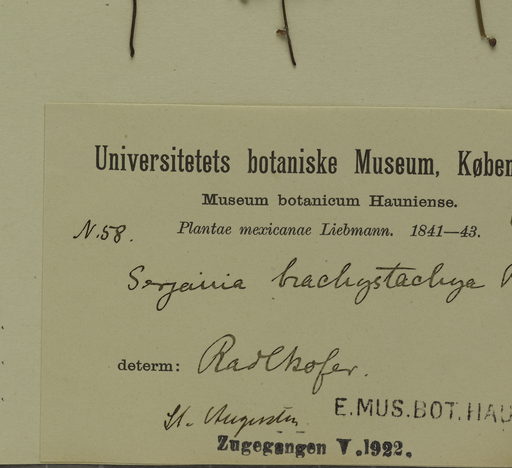 Universitetets botaniske Museum, Køben
Museum botanicum Hauniense.
N.58. Plantae mexicanae Liebmann. 1841—43.
Serjania brachystachya
determ: Radlkofer.
St. Augustin
E.MUS.BOT.HAU
Zugegangen V.1922.